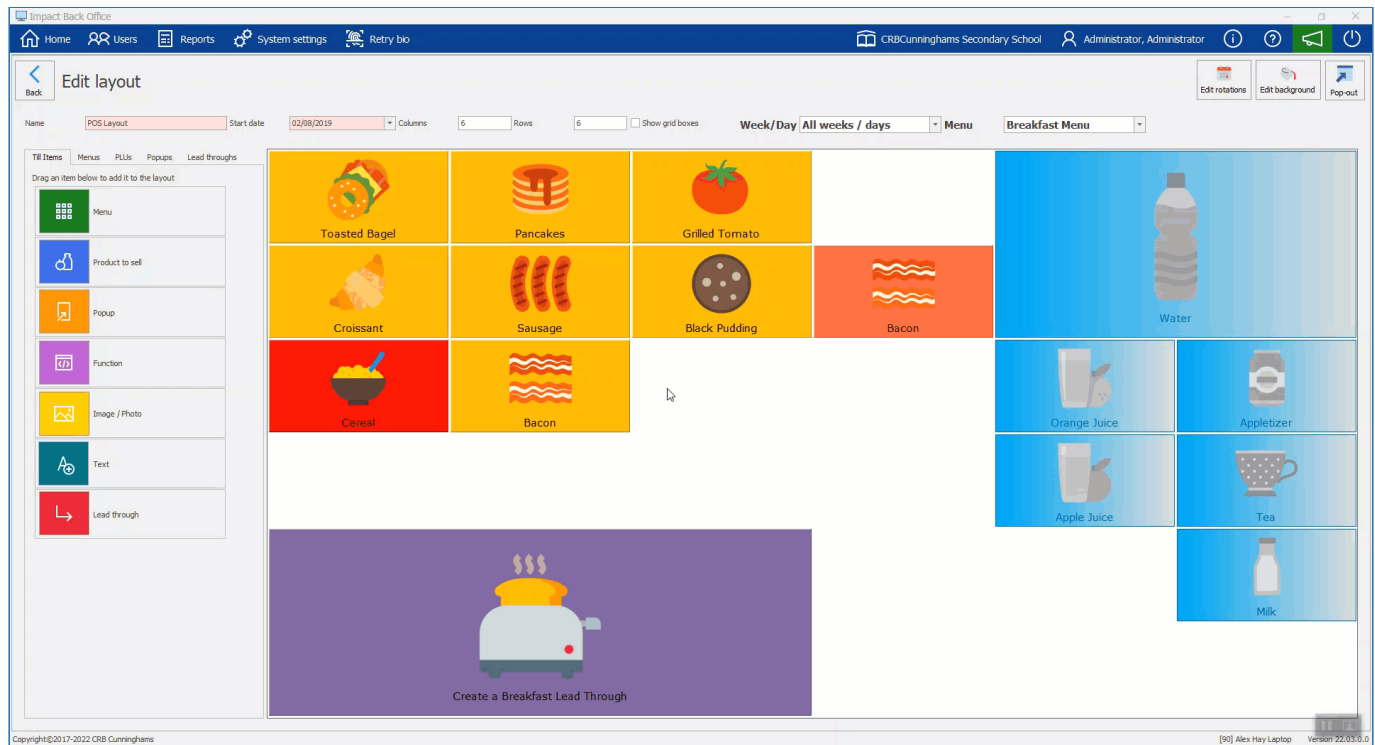 Impact Back Office
Home Users Reports System settings Retry bio CRBCunninghams Secondary School Administrator, Administrator
Back Edit layout Edit rotations Edit background Pop-out
Name POS Layout Start date 02/08/2019 Columns 6 Rows 6 Show grid boxes Week/Day All weeks / days Menu Breakfast Menu
Till Items Menus PLUs Popups Lead throughs
Drag an item below to add it to the layout
Menu
Product to sell
Popup
Function
Image / Photo
Text
Lead through
Toasted Bagel Pancakes Grilled Tomato
Croissant Sausage Black Pudding Bacon Water
Cereal Bacon Orange Juice Appletizer
Apple Juice Tea
Milk
Create a Breakfast Lead Through
Copyright©2017-2022 CRB Cunninghams [90] Alex Hay Laptop Version 22.03.0.0